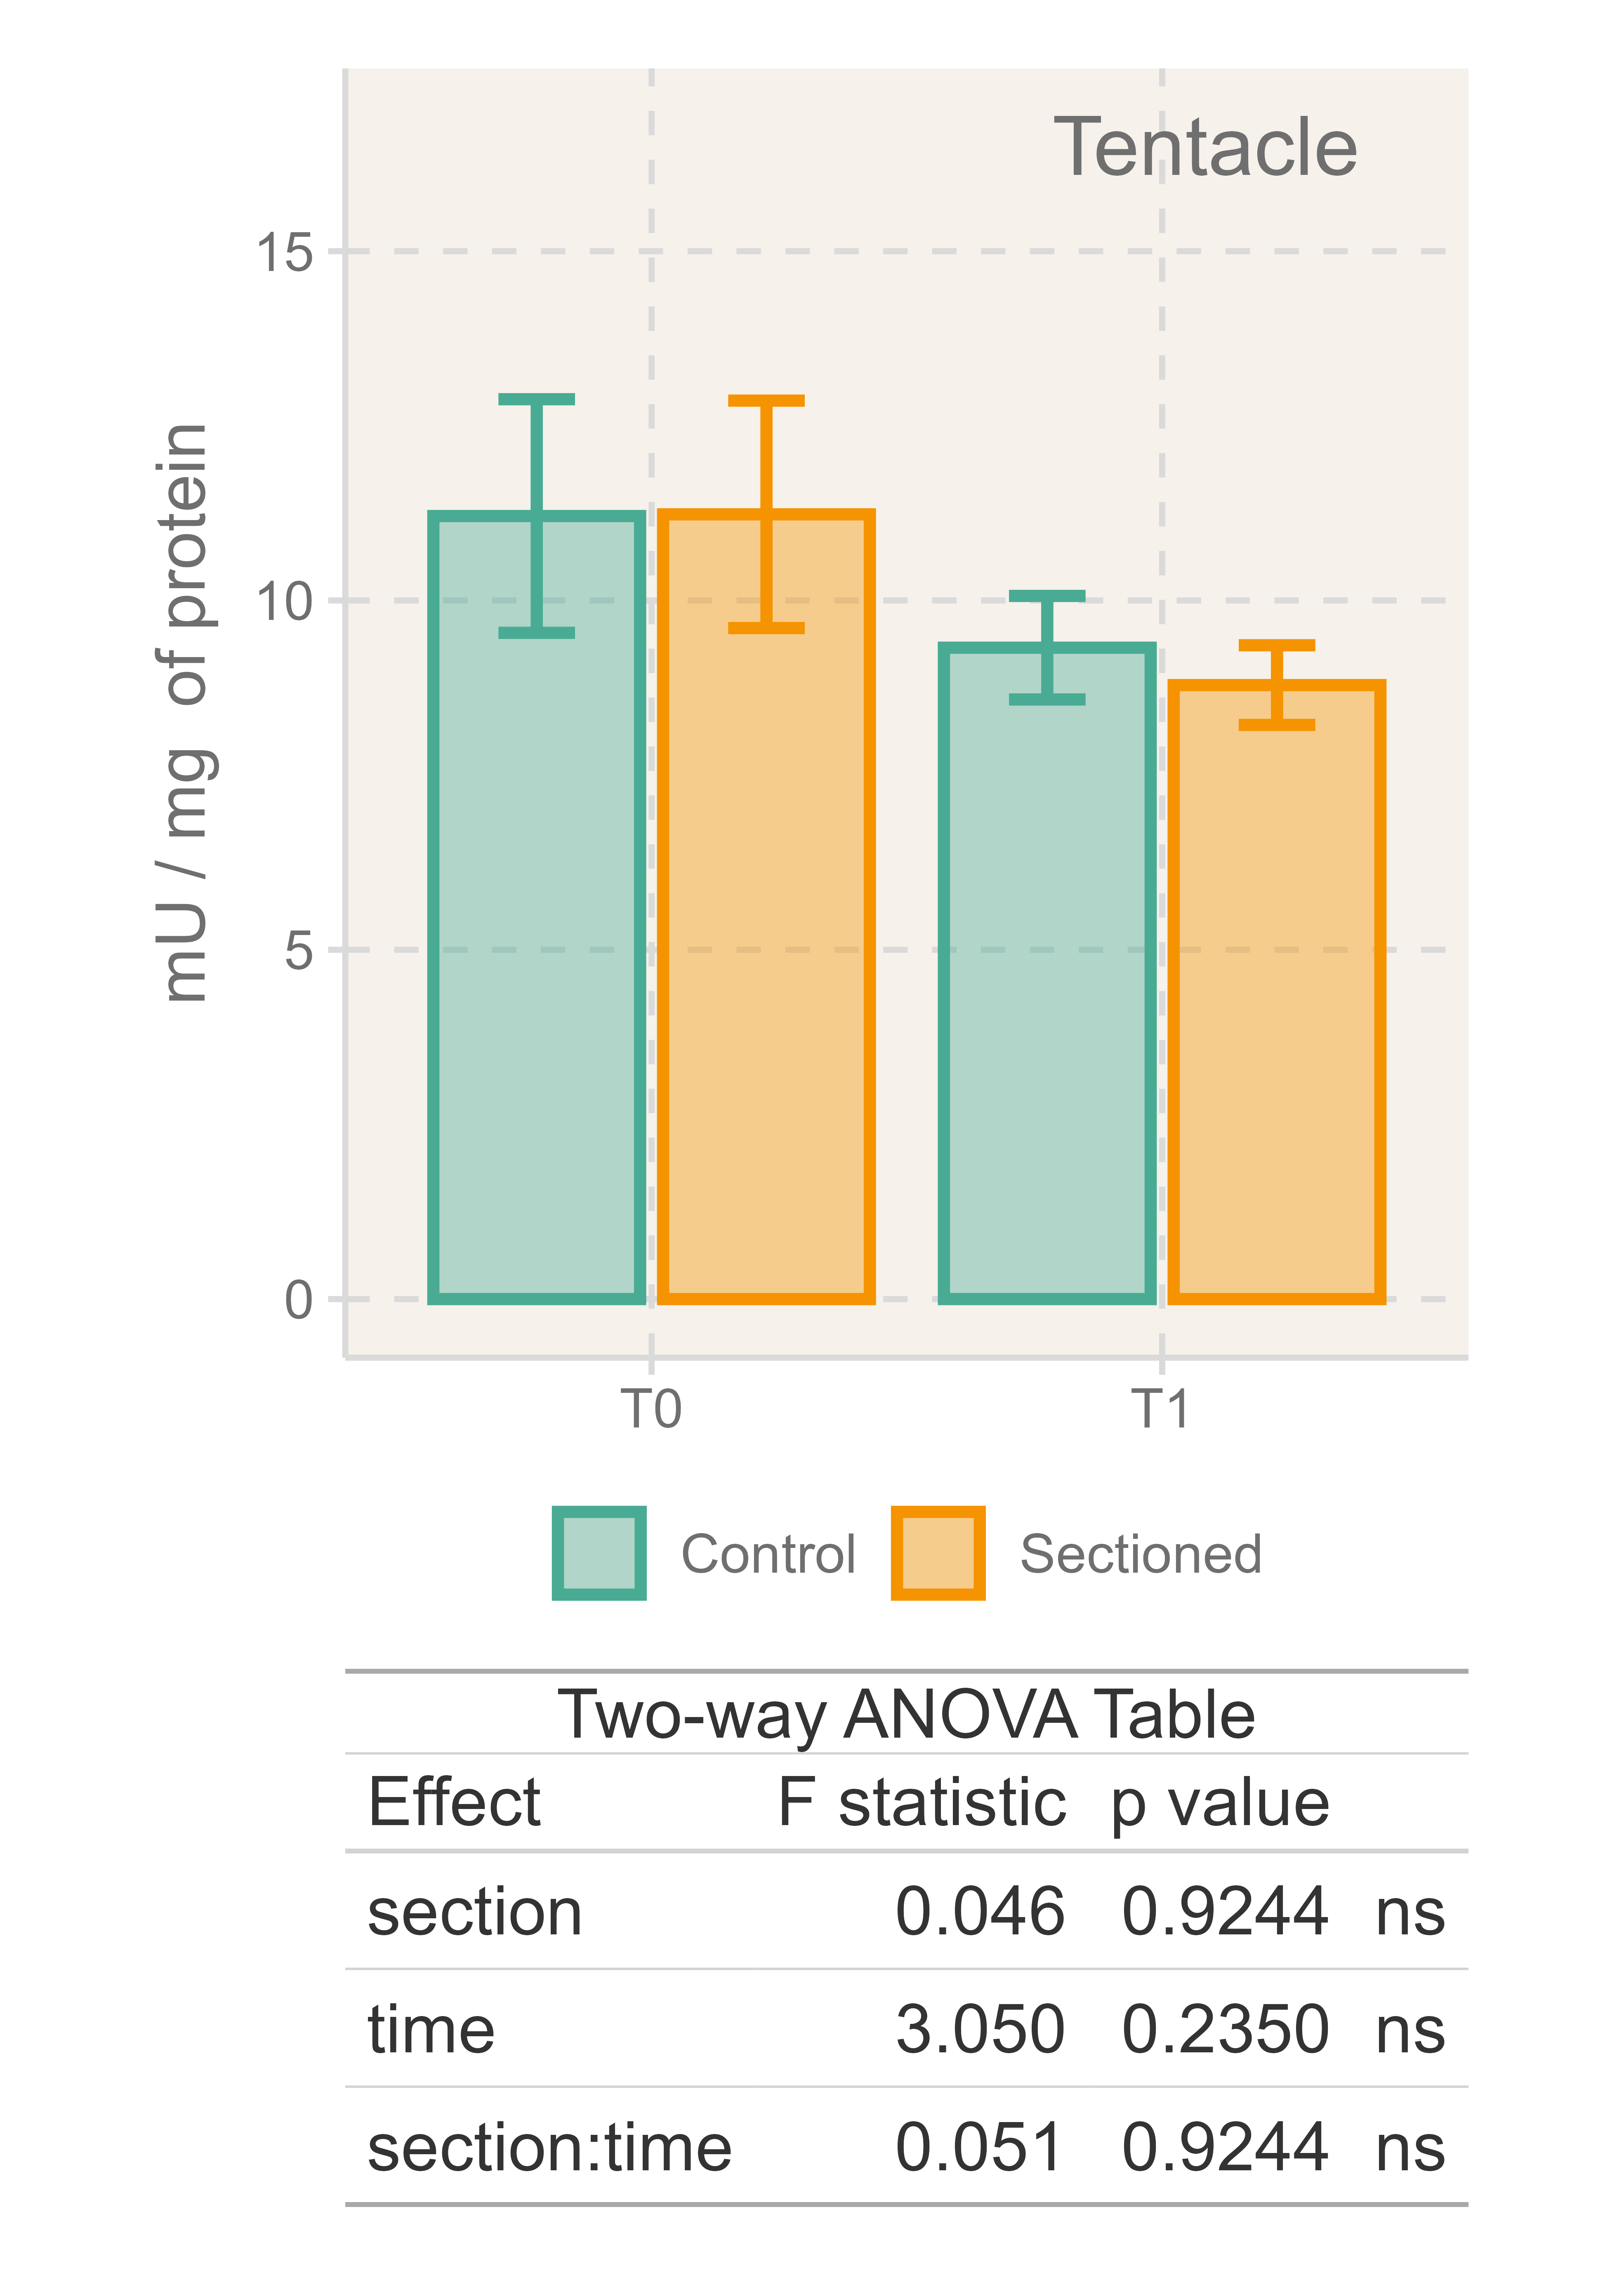 Tentacle
15
10
5
0
mU / mg of protein
T0 T1
Control Sectioned
Two-way ANOVA Table
Effect F statistic p value
section 0.046 0.9244 ns
time 3.050 0.2350 ns
section:time 0.051 0.9244 ns